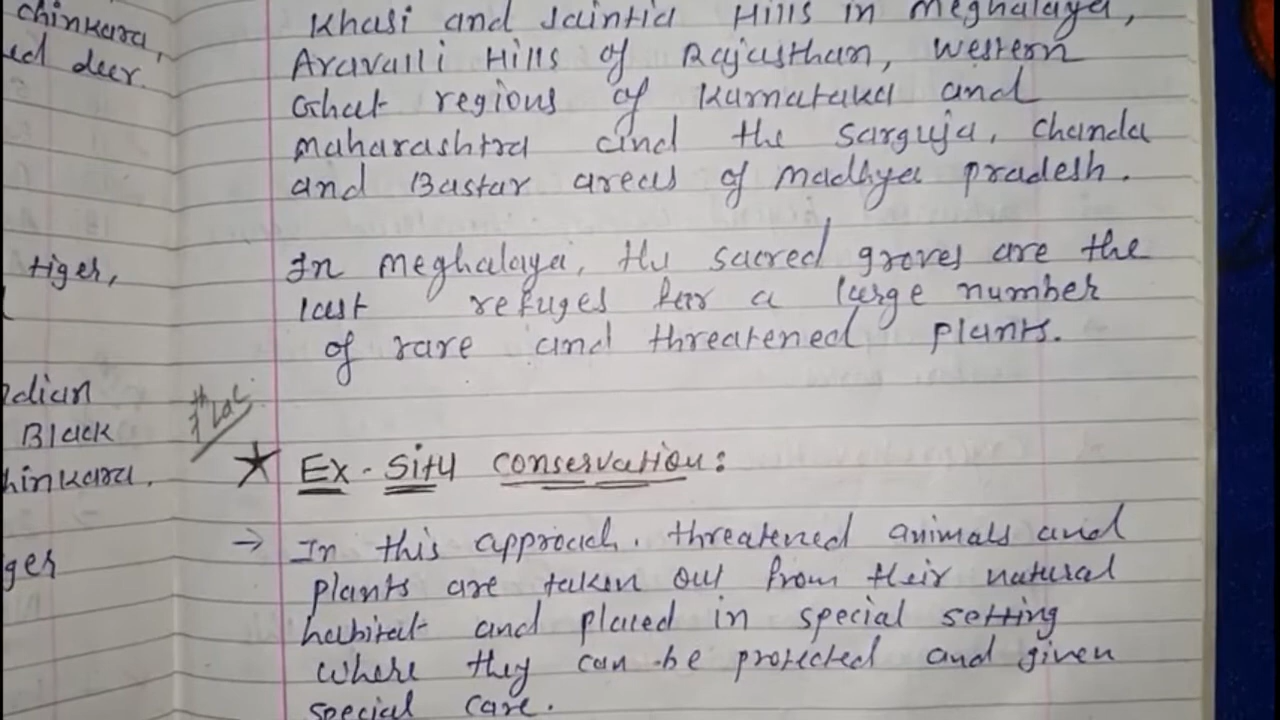 chinkara,
ed deer.
tiger,
dian
Black
hinkara.
ger
Khasi and Jaintia Hills in Meghalaya,
Aravalli Hills of Rajasthan, Western
Ghat regions of Karnataka and
Maharashtra and the Sarguja, Chanda
and Bastar areas of Madhya Pradesh.
In Meghalaya, the sacred groves are the
last refuges for a large number
of rare and threatened plants.
★ Ex-Situ conservation:
→ In this approach, threatened animals and
plants are taken out from their natural
habitat and placed in special setting
where they can be protected and given
special care.